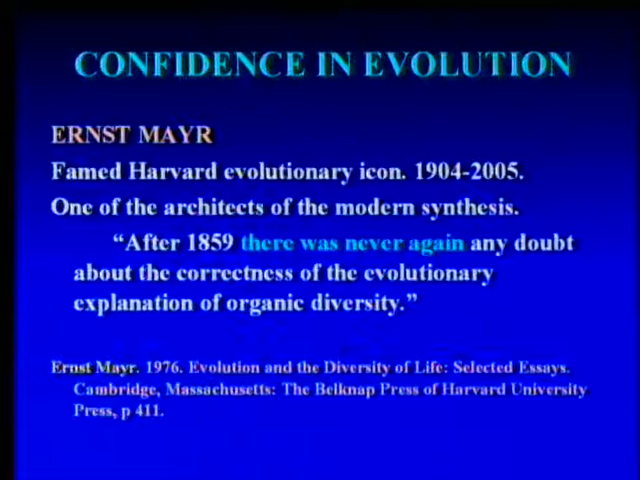 CONFIDENCE IN EVOLUTION
ERNST MAYR
Famed Harvard evolutionary icon. 1904-2005.
One of the architects of the modern synthesis.
“After 1859 there was never again any doubt
about the correctness of the evolutionary
explanation of organic diversity.”
Ernst Mayr. 1976. Evolution and the Diversity of Life: Selected Essays.
Cambridge, Massachusetts: The Belknap Press of Harvard University
Press, p 411.